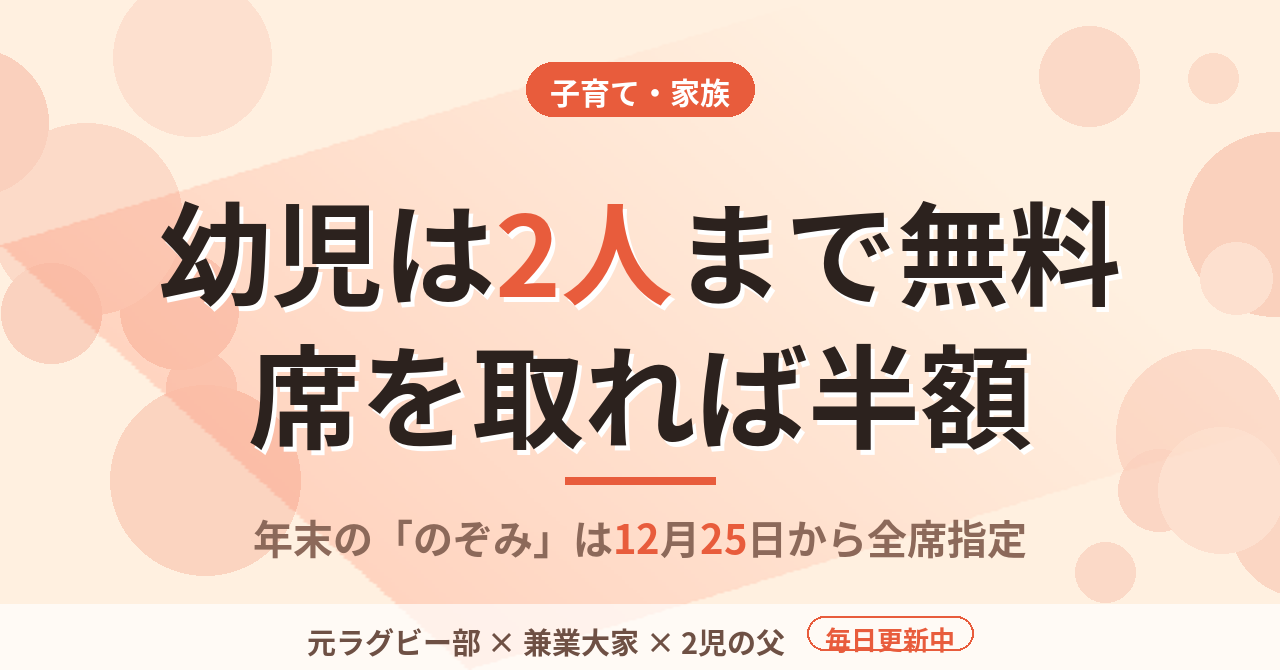 子育て・家族
幼児は2人まで無料
席を取れば半額
年末の「のぞみ」は12月25日から全席指定
元ラグビー部 × 兼業大家 × 2児の父 毎日更新中